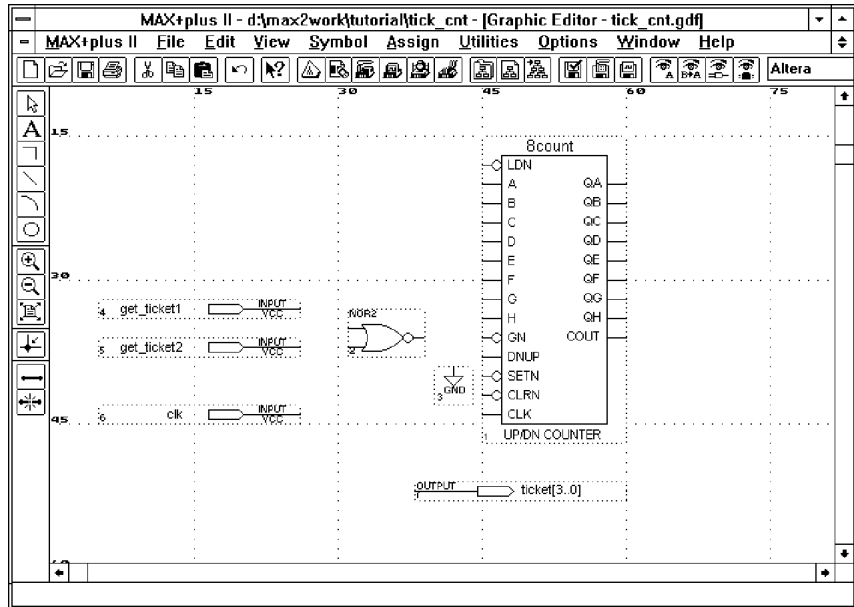 MAX+plus II - d:\max2work\tutorial\tick_cnt - [Graphic Editor - tick_cnt.gdf]
MAX+plus II File Edit View Symbol Assign Utilities Options Window Help
A B+A Altera
A
15 30 45 60 75
15
8count
LDN
A QA
B QB
C QC
D QD
E QE
30
F QF
G QG
4 get_ticket1 INPUT VCC
NOR2
H QH
2
GN COUT
5 get_ticket2 INPUT VCC
DNUP
SETN
3 GND
CLRN
6 clk INPUT VCC
CLK
45
1 UP/DN COUNTER
OUTPUT ticket[3..0]